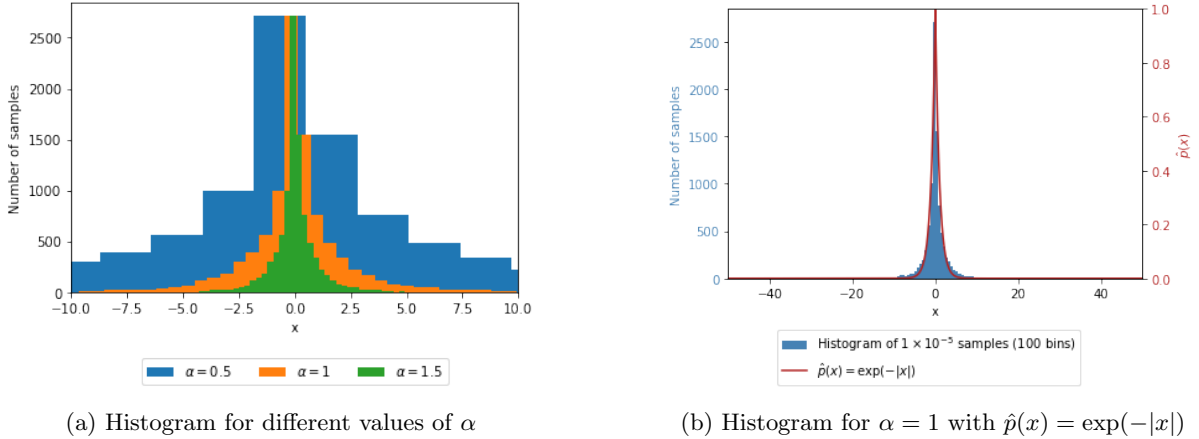 2500
2000
1500
1000
500
0
Number of samples
−10.0 −7.5 −5.0 −2.5 0.0 2.5 5.0 7.5 10.0
x
α = 0.5 α = 1 α = 1.5
(a) Histogram for different values of α
2500
2000
1500
1000
500
0
Number of samples
1.0
0.8
0.6
0.4
0.2
0.0
p̂(x)
−40 −20 0 20 40
x
Histogram of 1 × 10⁻⁵ samples (100 bins)
p̂(x) = exp(−|x|)
(b) Histogram for α = 1 with p̂(x) = exp(−|x|)